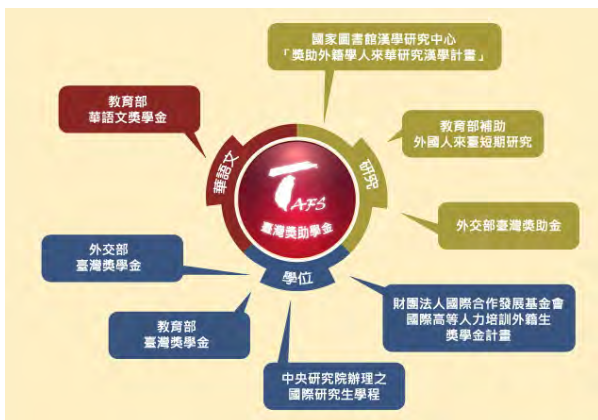 國家圖書館漢學研究中心
「獎助外籍學人來華研究漢學計畫」
教育部
華語文獎學金
教育部補助
外國人來臺短期研究
華語文
研究
TAFS
臺灣獎助學金
外交部臺灣獎助金
外交部
臺灣獎學金
學位
財團法人國際合作發展基金會
國際高等人力培訓外籍生
獎學金計畫
教育部
臺灣獎學金
中央研究院辦理之
國際研究生學程